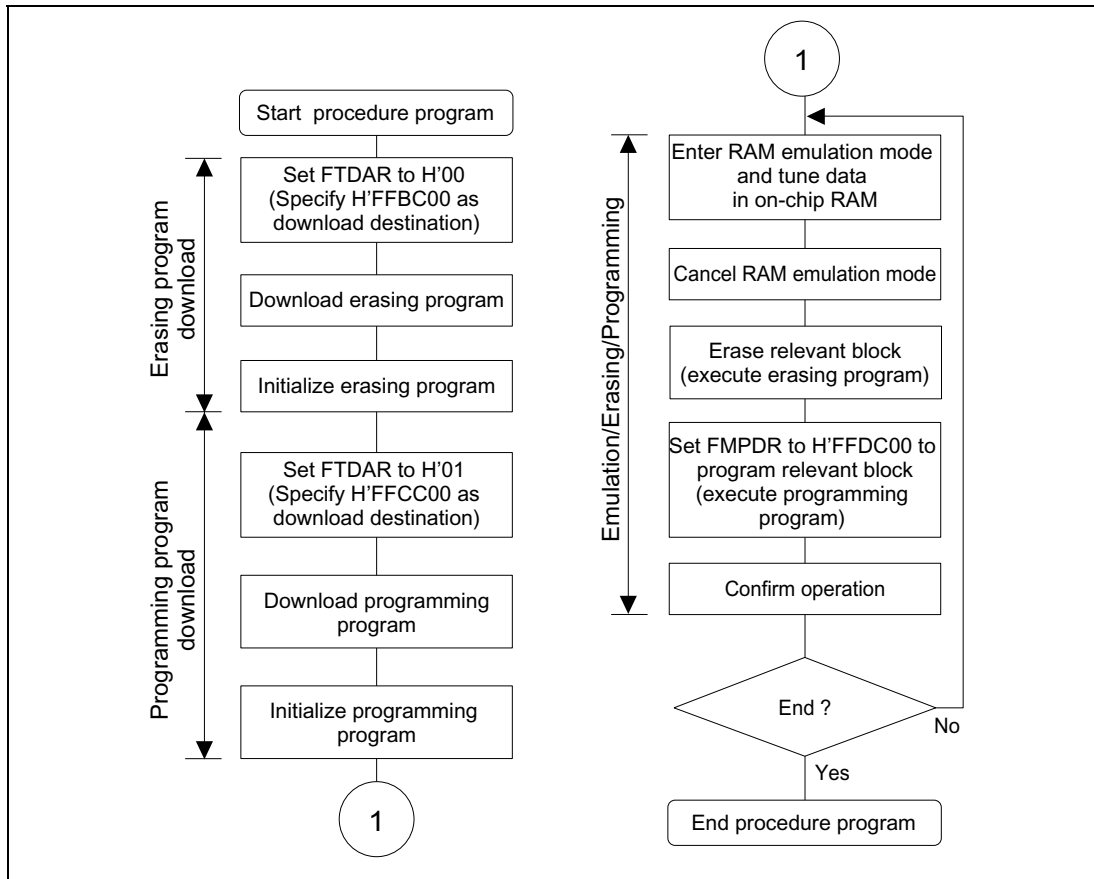 Start procedure program
Erasing program
download
Set FTDAR to H'00
(Specify H'FFBC00 as
download destination)
Download erasing program
Initialize erasing program
Programming program
download
Set FTDAR to H'01
(Specify H'FFCC00 as
download destination)
Download programming
program
Initialize programming
program
1
1
Emulation/Erasing/Programming
Enter RAM emulation mode
and tune data
in on-chip RAM
Cancel RAM emulation mode
Erase relevant block
(execute erasing program)
Set FMPDR to H'FFDC00 to
program relevant block
(execute programming
program)
Confirm operation
End ?
No
Yes
End procedure program